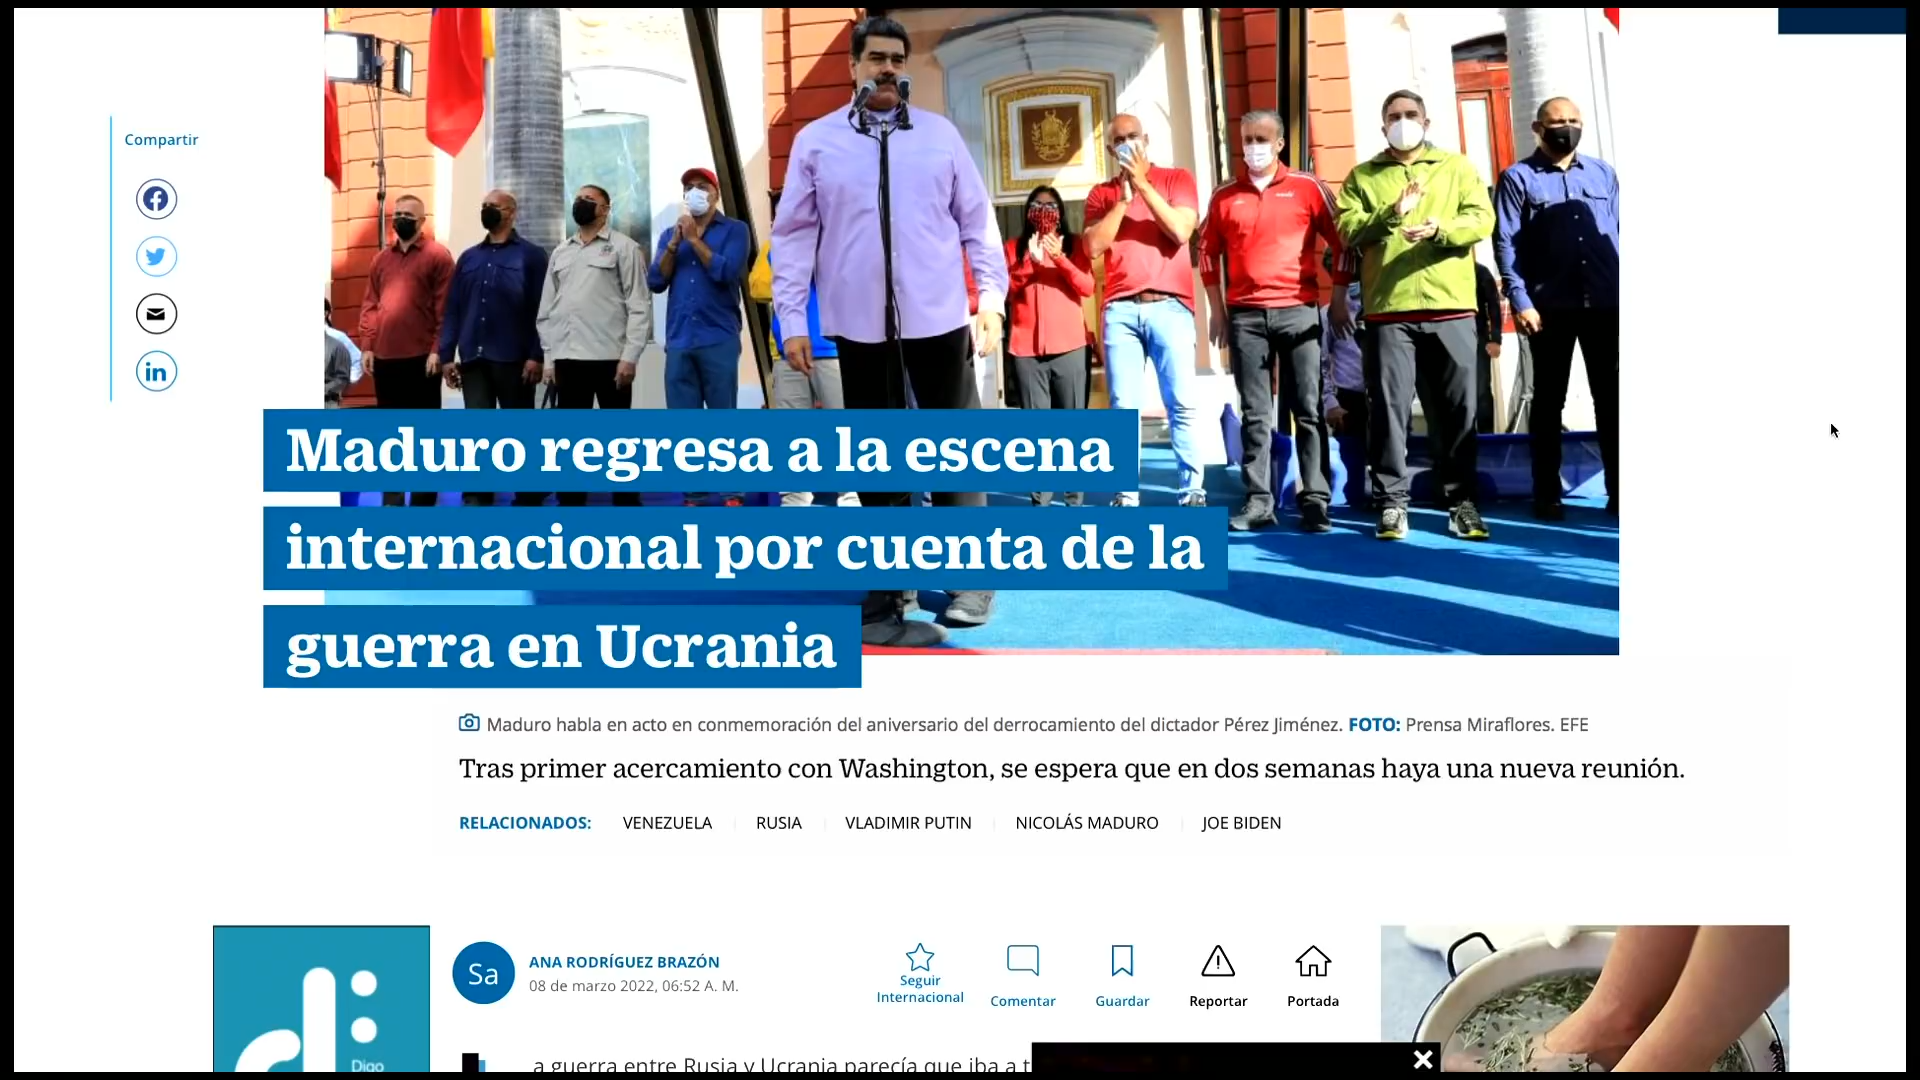 Compartir
Maduro regresa a la escena
internacional por cuenta de la
guerra en Ucrania
Maduro habla en acto en conmemoración del aniversario del derrocamiento del dictador Pérez Jiménez. FOTO: Prensa Miraflores. EFE
Tras primer acercamiento con Washington, se espera que en dos semanas haya una nueva reunión.
RELACIONADOS: VENEZUELA RUSIA VLADIMIR PUTIN NICOLÁS MADURO JOE BIDEN
Sa
ANA RODRÍGUEZ BRAZÓN
08 de marzo 2022, 06:52 A. M.
Seguir
Internacional
Comentar
Guardar
Reportar
Portada
Digo
a guerra entre Rusia y Ucrania parecía que iba a t